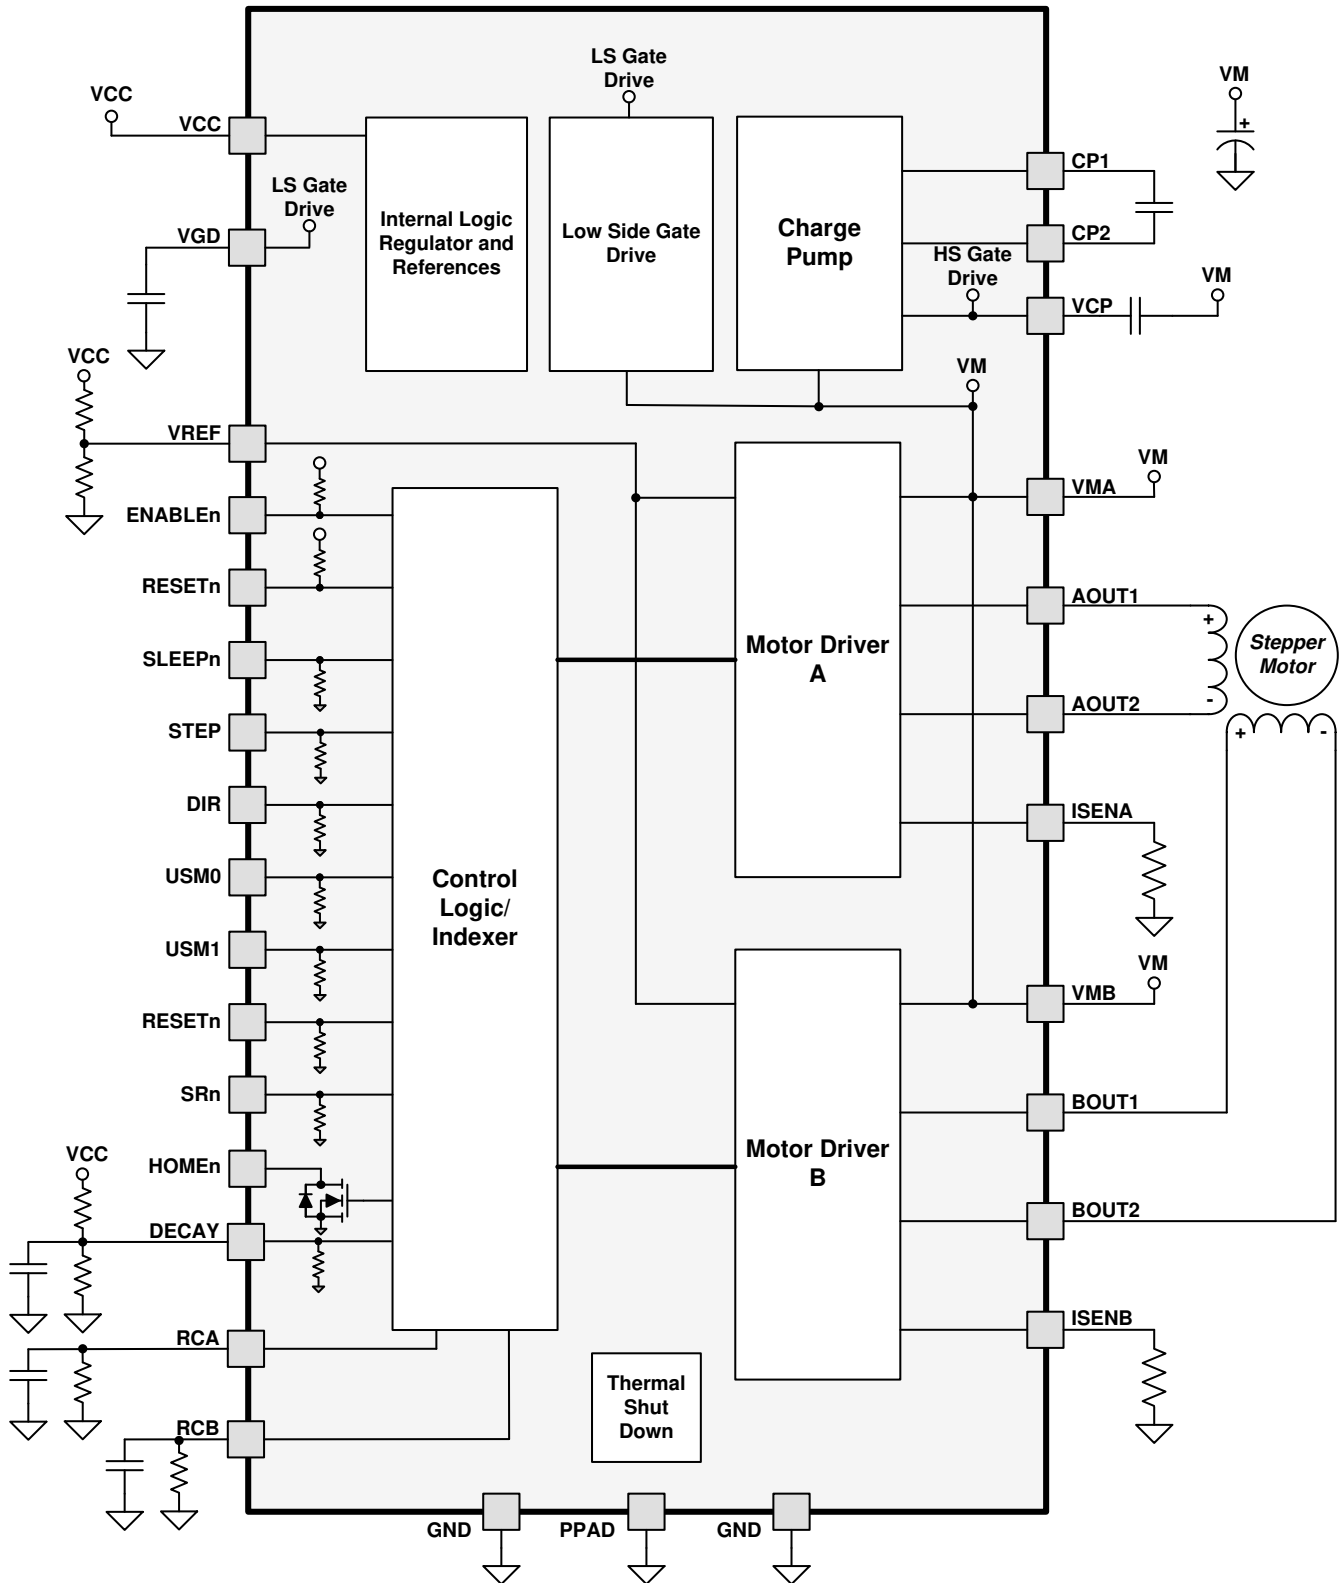 LS Gate
Drive
VCC
VCC
LS Gate
Drive
VGD
Internal Logic
Regulator and
References
Low Side Gate
Drive
Charge
Pump
HS Gate
Drive
VM
+
CP1
CP2
VCP
VM
VCC
VREF
VM
ENABLEn
RESETn
SLEEPn
STEP
DIR
USM0
USM1
RESETn
SRn
HOMEn
VCC
DECAY
RCA
RCB
Control
Logic/
Indexer
Motor Driver
A
Motor Driver
B
Thermal
Shut
Down
VMA
VM
AOUT1
+
Stepper
Motor
AOUT2
-
+
-
ISENA
VM
VMB
BOUT1
BOUT2
ISENB
GND
PPAD
GND